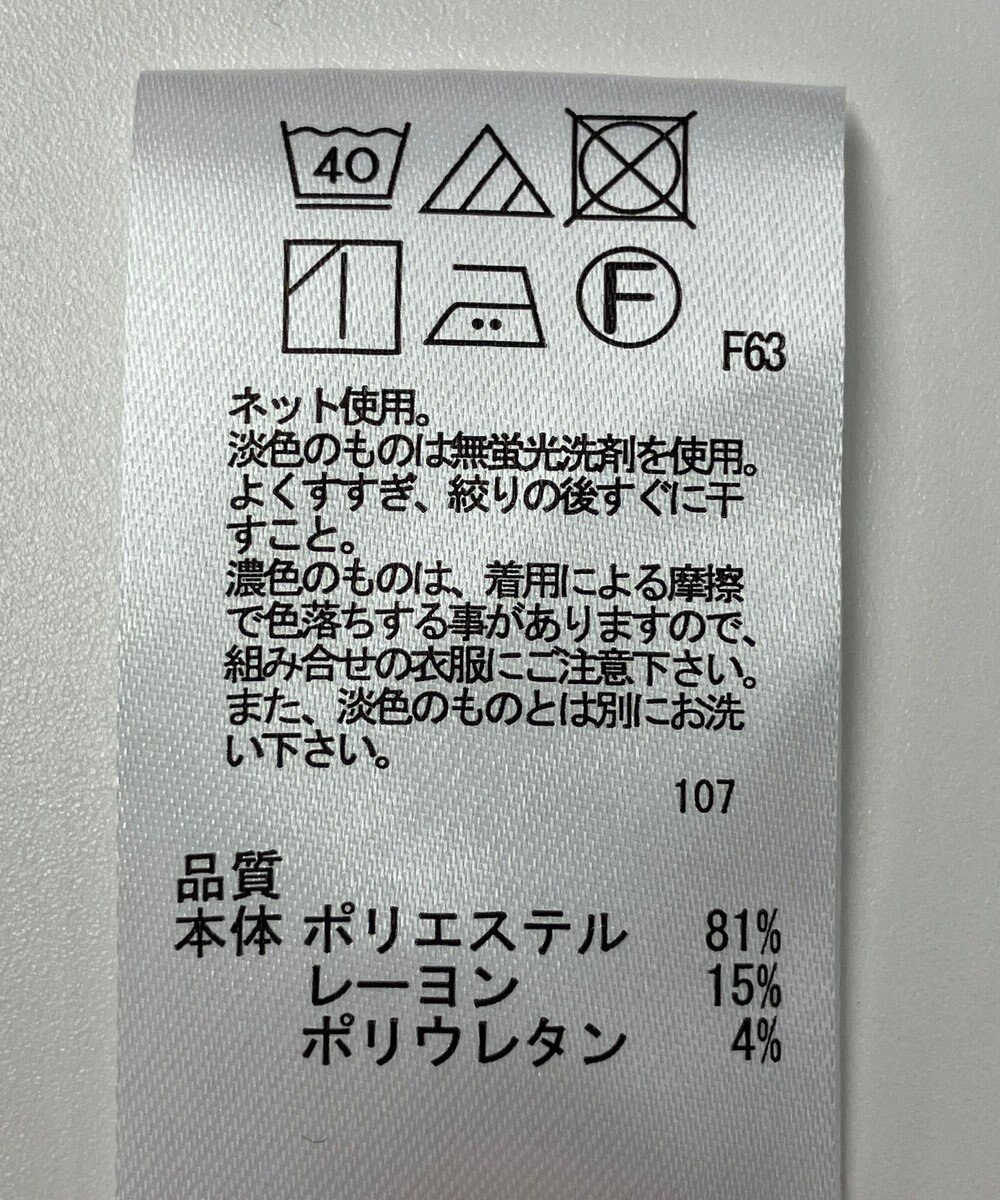 40
F
F63
ネット使用。
淡色のものは無蛍光洗剤を使用。
よくすすぎ、絞りの後すぐに干
すこと。
濃色のものは、着用による摩擦
で色落ちする事がありますので、
組み合せの衣服にご注意下さい。
また、淡色のものとは別にお洗
い下さい。
107
品質
本体 ポリエステル 81%
レーヨン 15%
ポリウレタン 4%